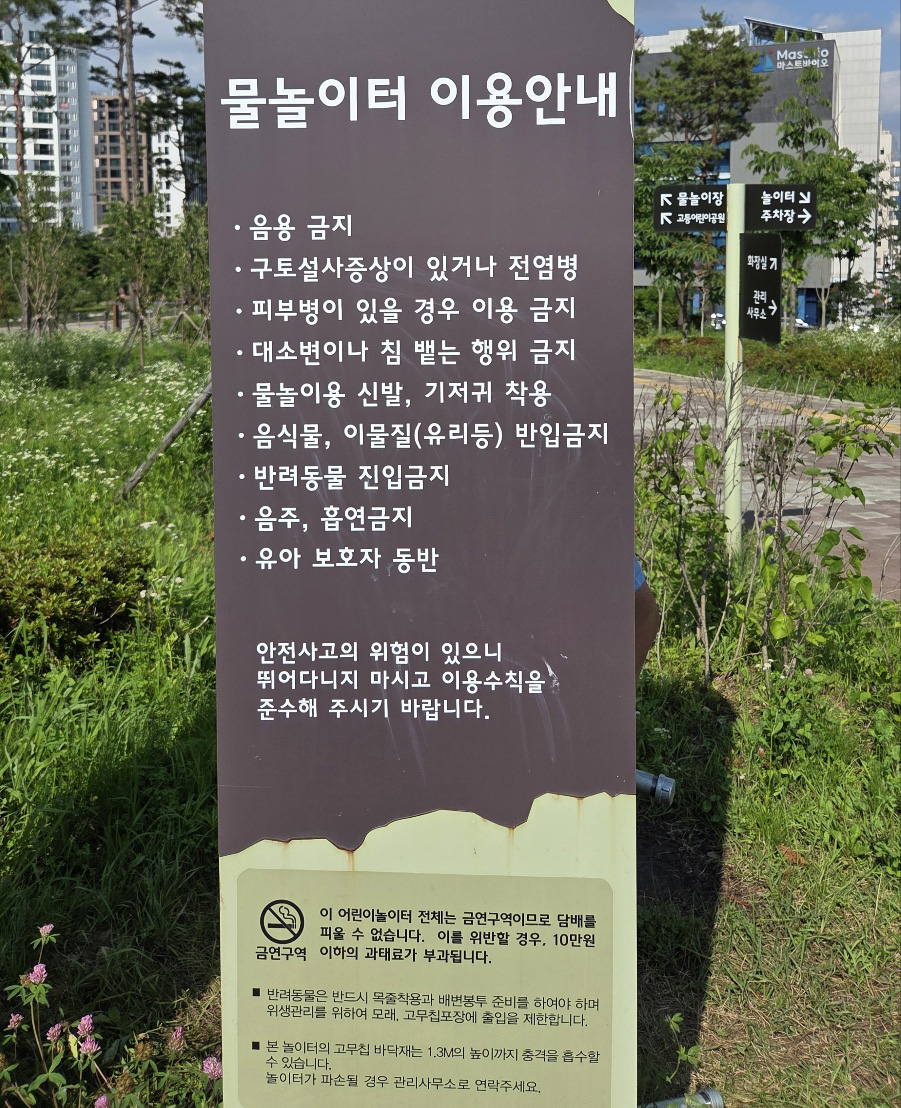 물놀이터 이용안내
· 음용 금지
· 구토설사증상이 있거나 전염병
· 피부병이 있을 경우 이용 금지
· 대소변이나 침 뱉는 행위 금지
· 물놀이용 신발, 기저귀 착용
· 음식물, 이물질(유리등) 반입금지
· 반려동물 진입금지
· 음주, 흡연금지
· 유아 보호자 동반
안전사고의 위험이 있으니
뛰어다니지 마시고 이용수칙을
준수해 주시기 바랍니다.
금연구역
이 어린이놀이터 전체는 금연구역이므로 담배를
피울 수 없습니다. 이를 위반할 경우, 10만원
이하의 과태료가 부과됩니다.
■ 반려동물은 반드시 목줄착용과 배변봉투 준비를 하여야 하며
위생관리를 위하여 모래, 고무칩포장에 출입을 제한합니다.
■ 본 놀이터의 고무칩 바닥재는 1.3M의 높이까지 충격을 흡수할
수 있습니다.
놀이터가 파손될 경우 관리사무소로 연락주세요.
마스트바이오
↖ 물놀이장
↖ 고등어린이공원
놀이터 ↘
주차장 →
화장실 ↗
관리
사무소 →